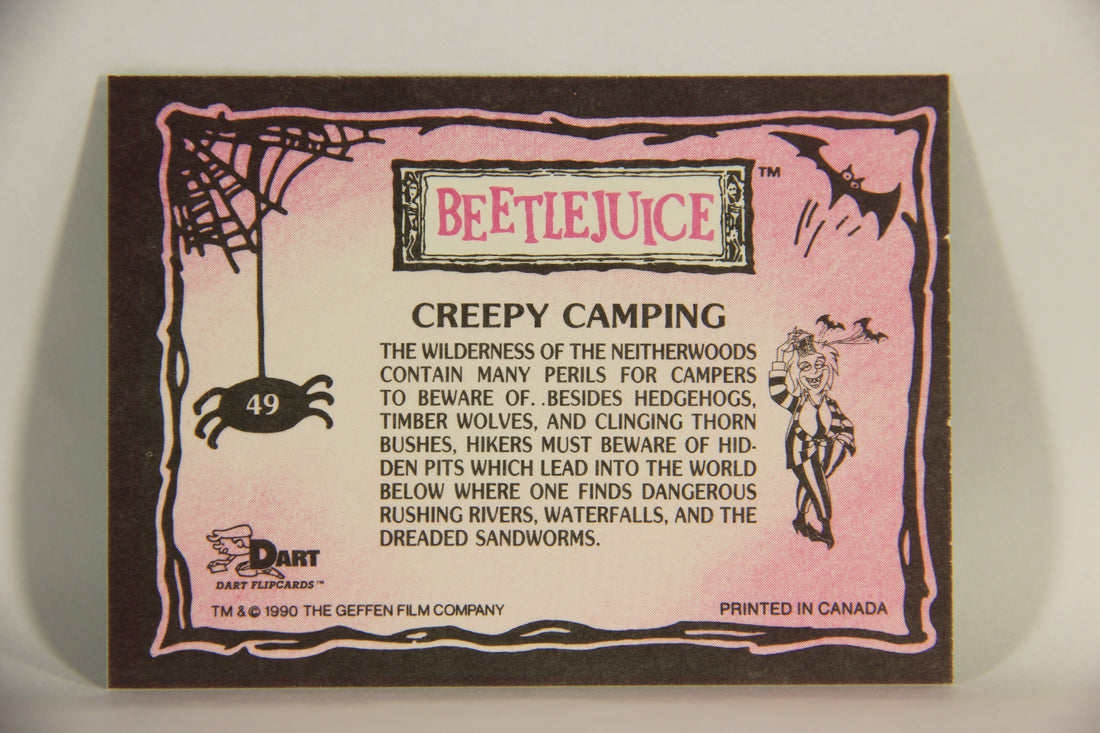 BEETLEJUICE™
CREEPY CAMPING
THE WILDERNESS OF THE NEITHERWOODS
CONTAIN MANY PERILS FOR CAMPERS
TO BEWARE OF. .BESIDES HEDGEHOGS,
TIMBER WOLVES, AND CLINGING THORN
BUSHES, HIKERS MUST BEWARE OF HID-
DEN PITS WHICH LEAD INTO THE WORLD
BELOW WHERE ONE FINDS DANGEROUS
RUSHING RIVERS, WATERFALLS, AND THE
DREADED SANDWORMS.
49
DART
DART FLIPCARDS™
TM & © 1990 THE GEFFEN FILM COMPANY
PRINTED IN CANADA